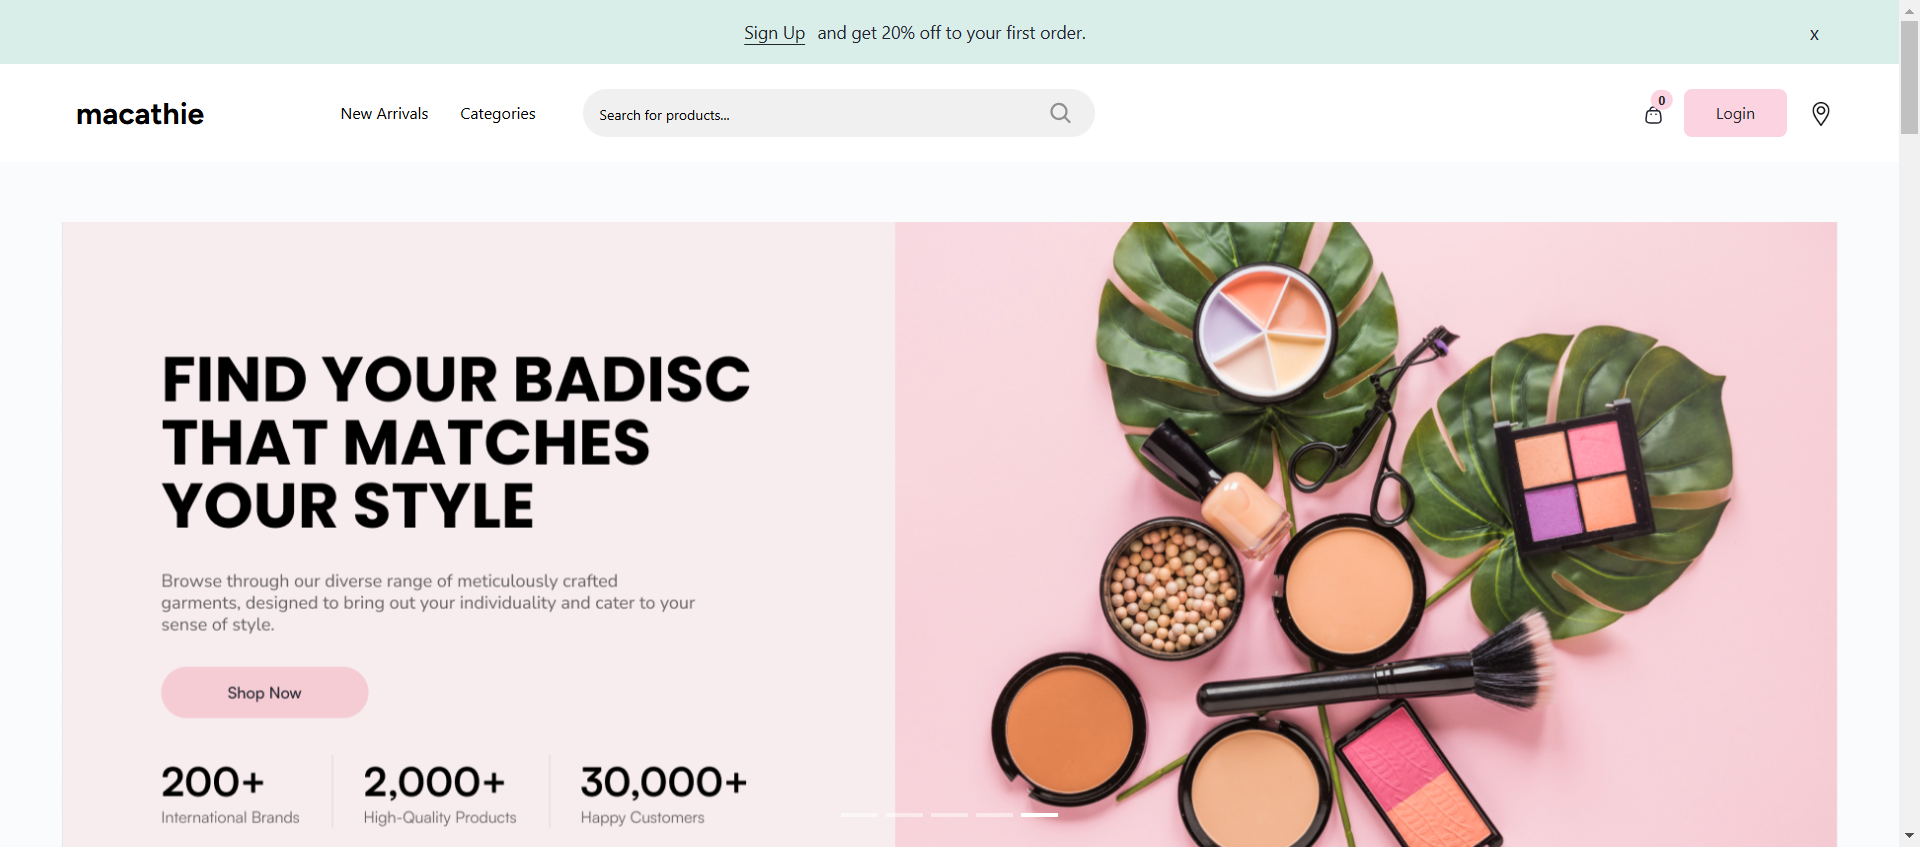 Sign Up and get 20% off to your first order.
x
macathie
New Arrivals
Categories
Search for products...
0
Login
FIND YOUR BADISC
THAT MATCHES
YOUR STYLE
Browse through our diverse range of meticulously crafted
garments, designed to bring out your individuality and cater to your
sense of style.
Shop Now
200+
International Brands
2,000+
High-Quality Products
30,000+
Happy Customers